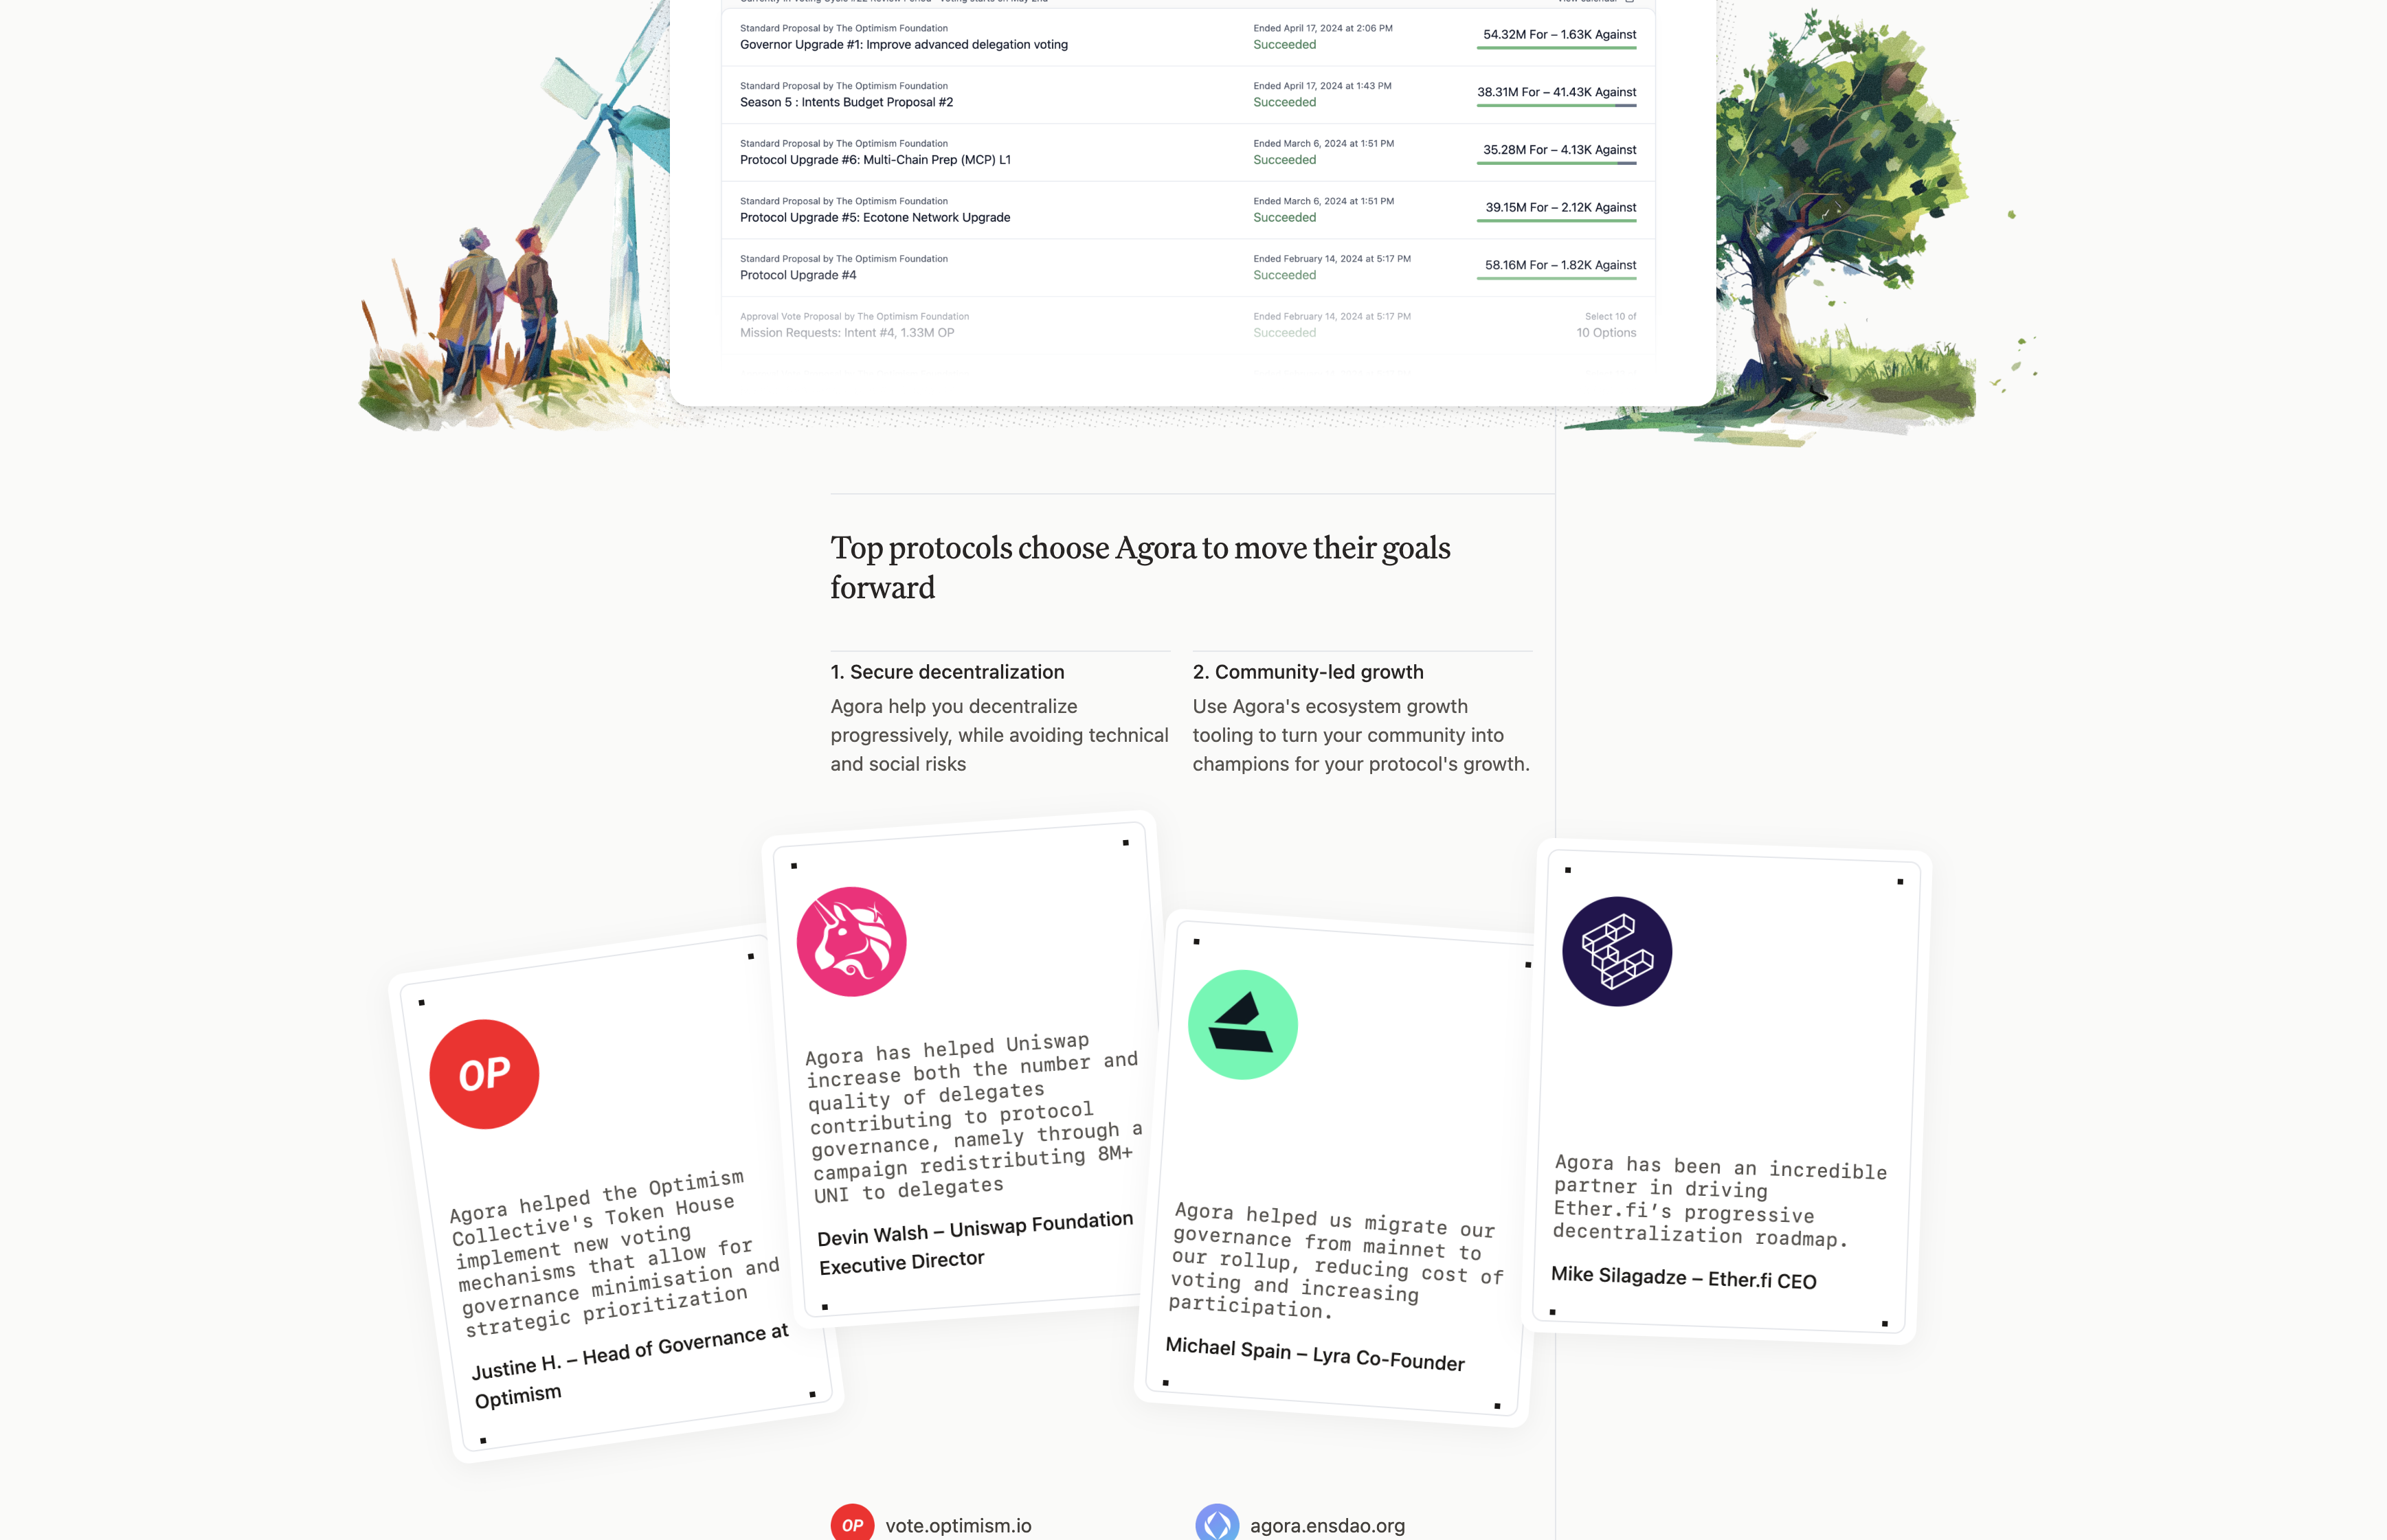 Currently in Voting Cycle #22 Review Period - Voting starts on May 2nd
View calendar
Standard Proposal by The Optimism Foundation
Ended April 17, 2024 at 2:06 PM
Governor Upgrade #1: Improve advanced delegation voting
Succeeded
54.32M For – 1.63K Against
Standard Proposal by The Optimism Foundation
Ended April 17, 2024 at 1:43 PM
Season 5 : Intents Budget Proposal #2
Succeeded
38.31M For – 41.43K Against
Standard Proposal by The Optimism Foundation
Ended March 6, 2024 at 1:51 PM
Protocol Upgrade #6: Multi-Chain Prep (MCP) L1
Succeeded
35.28M For – 4.13K Against
Standard Proposal by The Optimism Foundation
Ended March 6, 2024 at 1:51 PM
Protocol Upgrade #5: Ecotone Network Upgrade
Succeeded
39.15M For – 2.12K Against
Standard Proposal by The Optimism Foundation
Ended February 14, 2024 at 5:17 PM
Protocol Upgrade #4
Succeeded
58.16M For – 1.82K Against
Approval Vote Proposal by The Optimism Foundation
Ended February 14, 2024 at 5:17 PM
Select 10 of
Mission Requests: Intent #4, 1.33M OP
Succeeded
10 Options
Top protocols choose Agora to move their goals
forward
1. Secure decentralization
Agora help you decentralize
progressively, while avoiding technical
and social risks
2. Community-led growth
Use Agora's ecosystem growth
tooling to turn your community into
champions for your protocol's growth.
OP
Agora helped the Optimism
Collective's Token House
implement new voting
mechanisms that allow for
governance minimisation and
strategic prioritization
Justine H. – Head of Governance at
Optimism
Agora has helped Uniswap
increase both the number and
quality of delegates
contributing to protocol
governance, namely through a
campaign redistributing 8M+
UNI to delegates
Devin Walsh – Uniswap Foundation
Executive Director
Agora helped us migrate our
governance from mainnet to
our rollup, reducing cost of
voting and increasing
participation.
Michael Spain – Lyra Co-Founder
Agora has been an incredible
partner in driving
Ether.fi’s progressive
decentralization roadmap.
Mike Silagadze – Ether.fi CEO
OP
vote.optimism.io
agora.ensdao.org